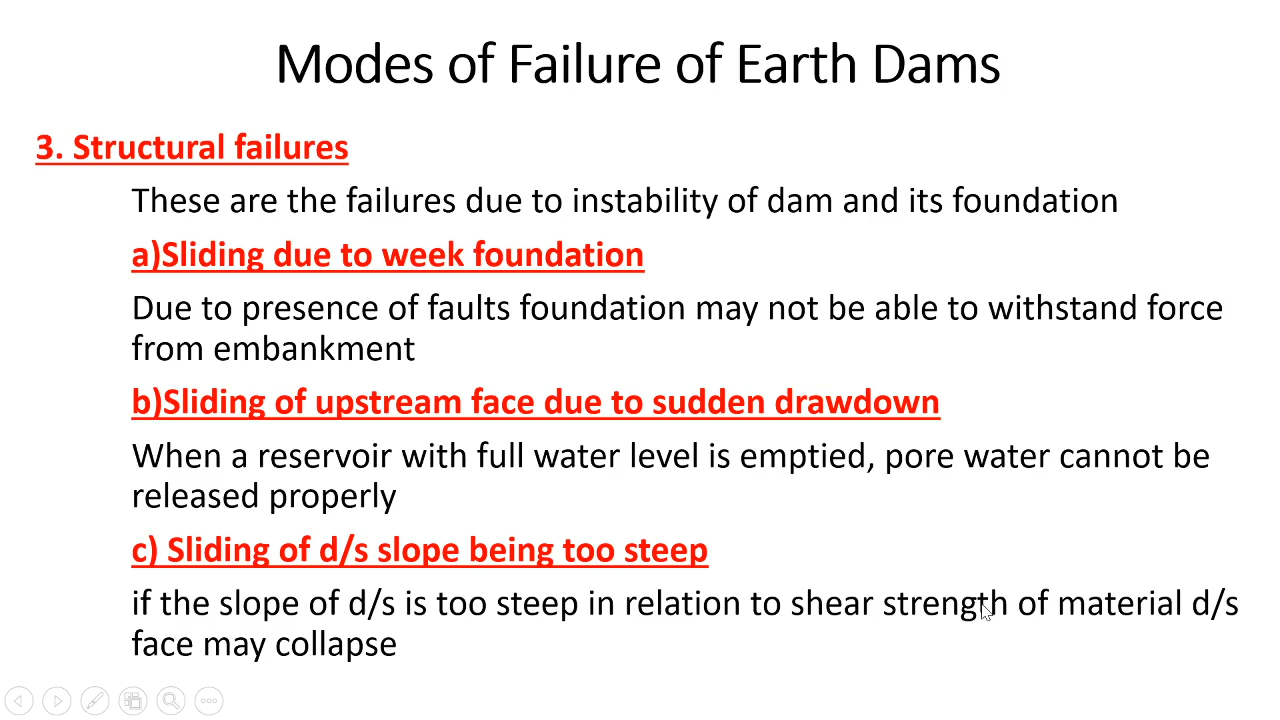 Modes of Failure of Earth Dams
3. Structural failures
These are the failures due to instability of dam and its foundation
a)Sliding due to week foundation
Due to presence of faults foundation may not be able to withstand force
from embankment
b)Sliding of upstream face due to sudden drawdown
When a reservoir with full water level is emptied, pore water cannot be
released properly
c) Sliding of d/s slope being too steep
if the slope of d/s is too steep in relation to shear strength of material d/s
face may collapse